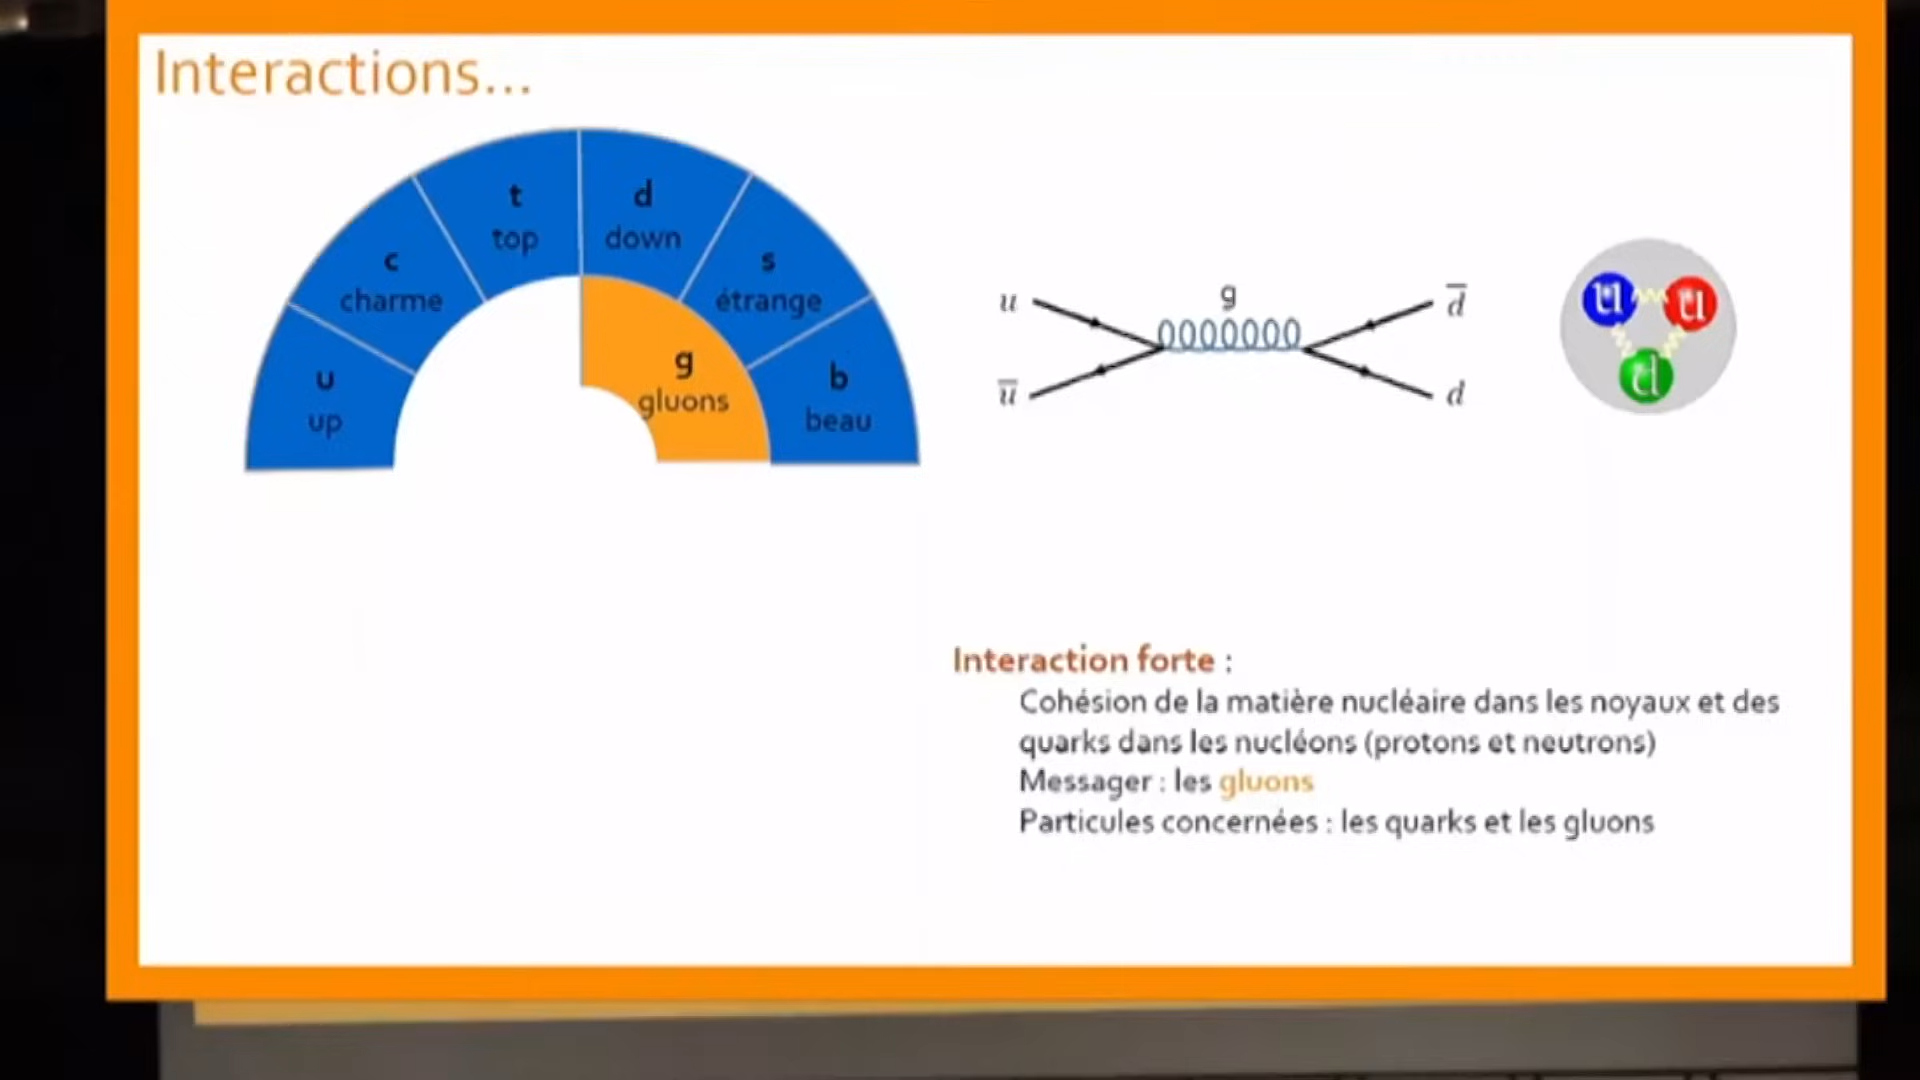 Interactions...
t
top
d
down
c
charme
s
étrange
u
up
g
gluons
b
beau
u
g
d̅
u̅
d
u
u
d
Interaction forte :
Cohésion de la matière nucléaire dans les noyaux et des
quarks dans les nucléons (protons et neutrons)
Messager : les gluons
Particules concernées : les quarks et les gluons